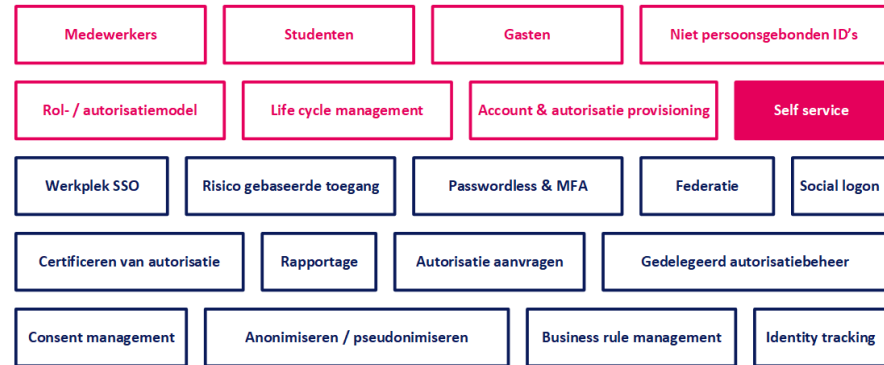 Medewerkers
Studenten
Gasten
Niet persoonsgebonden ID's
Rol- / autorisatiemodel
Life cycle management
Account & autorisatie provisioning
Self service
Werkplek SSO
Risico gebaseerde toegang
Passwordless & MFA
Federatie
Social logon
Certificeren van autorisatie
Rapportage
Autorisatie aanvragen
Gedelegeerd autorisatiebeheer
Consent management
Anonimiseren / pseudonimiseren
Business rule management
Identity tracking